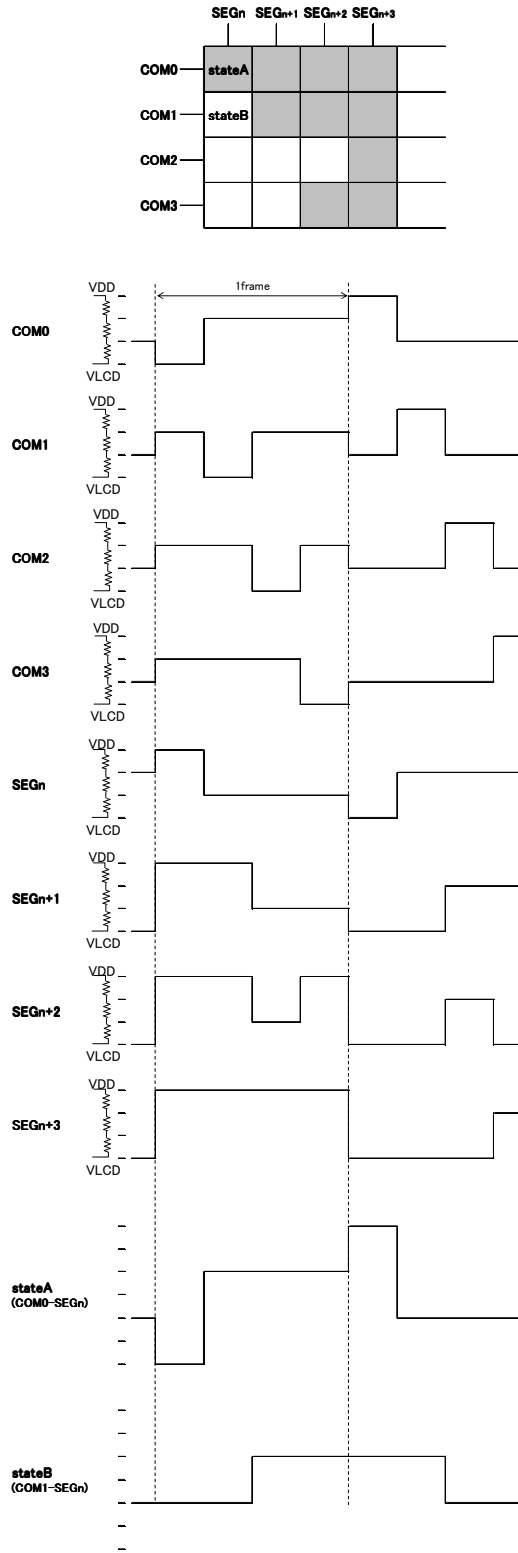 SEGn SEGn+1 SEGn+2 SEGn+3
COM0 stateA
COM1 stateB
COM2
COM3
1frame
VDD
COM0
VLCD
VDD
COM1
VLCD
VDD
COM2
VLCD
VDD
COM3
VLCD
VDD
SEGn
VLCD
VDD
SEGn+1
VLCD
VDD
SEGn+2
VLCD
VDD
SEGn+3
VLCD
stateA
(COM0-SEGn)
stateB
(COM1-SEGn)